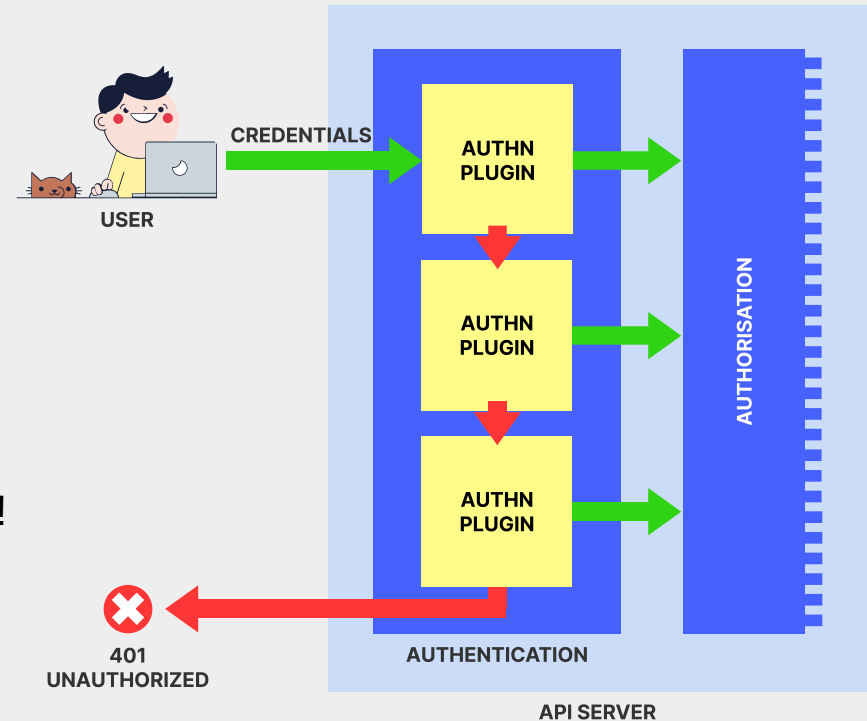 CREDENTIALS
USER
AUTHN
PLUGIN
AUTHN
PLUGIN
AUTHN
PLUGIN
AUTHORISATION
!
401
UNAUTHORIZED
AUTHENTICATION
API SERVER